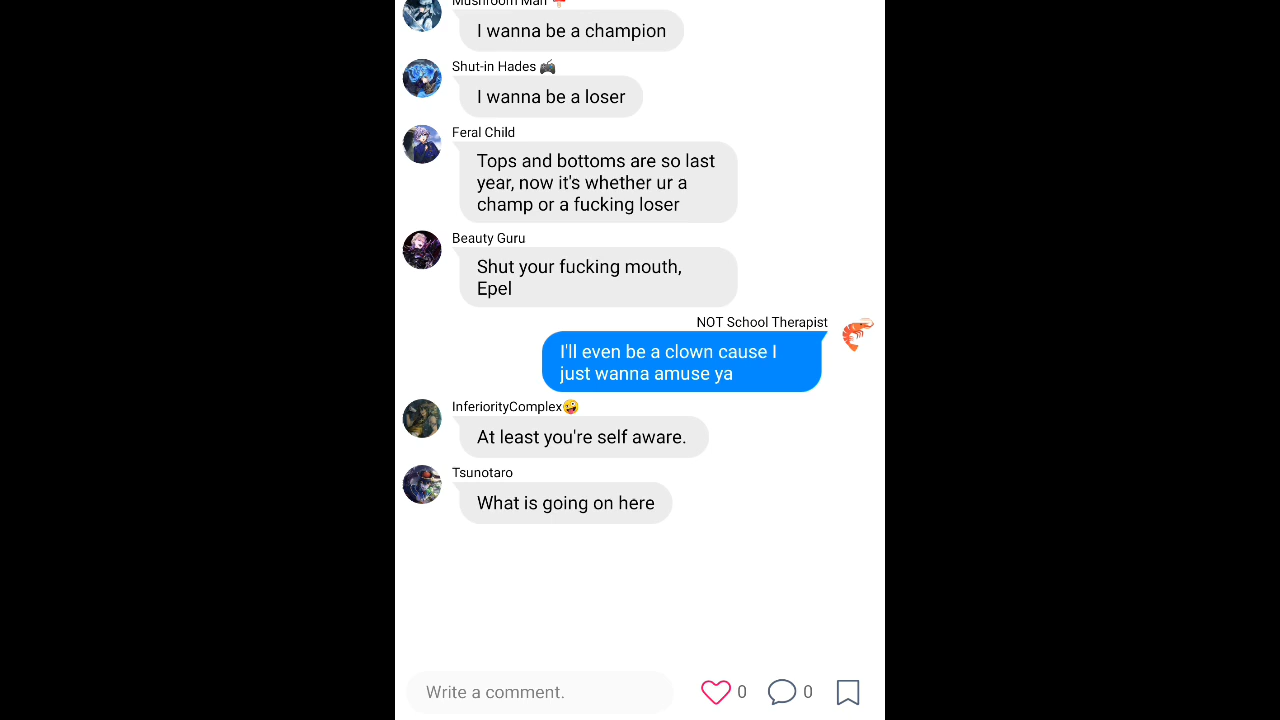 Mushroom Man
I wanna be a champion
Shut-in Hades 🎮
I wanna be a loser
Feral Child
Tops and bottoms are so last
year, now it's whether ur a
champ or a fucking loser
Beauty Guru
Shut your fucking mouth,
Epel
NOT School Therapist
I'll even be a clown cause I
just wanna amuse ya
InferiorityComplex🤪
At least you're self aware.
Tsunotaro
What is going on here
Write a comment.
0
0